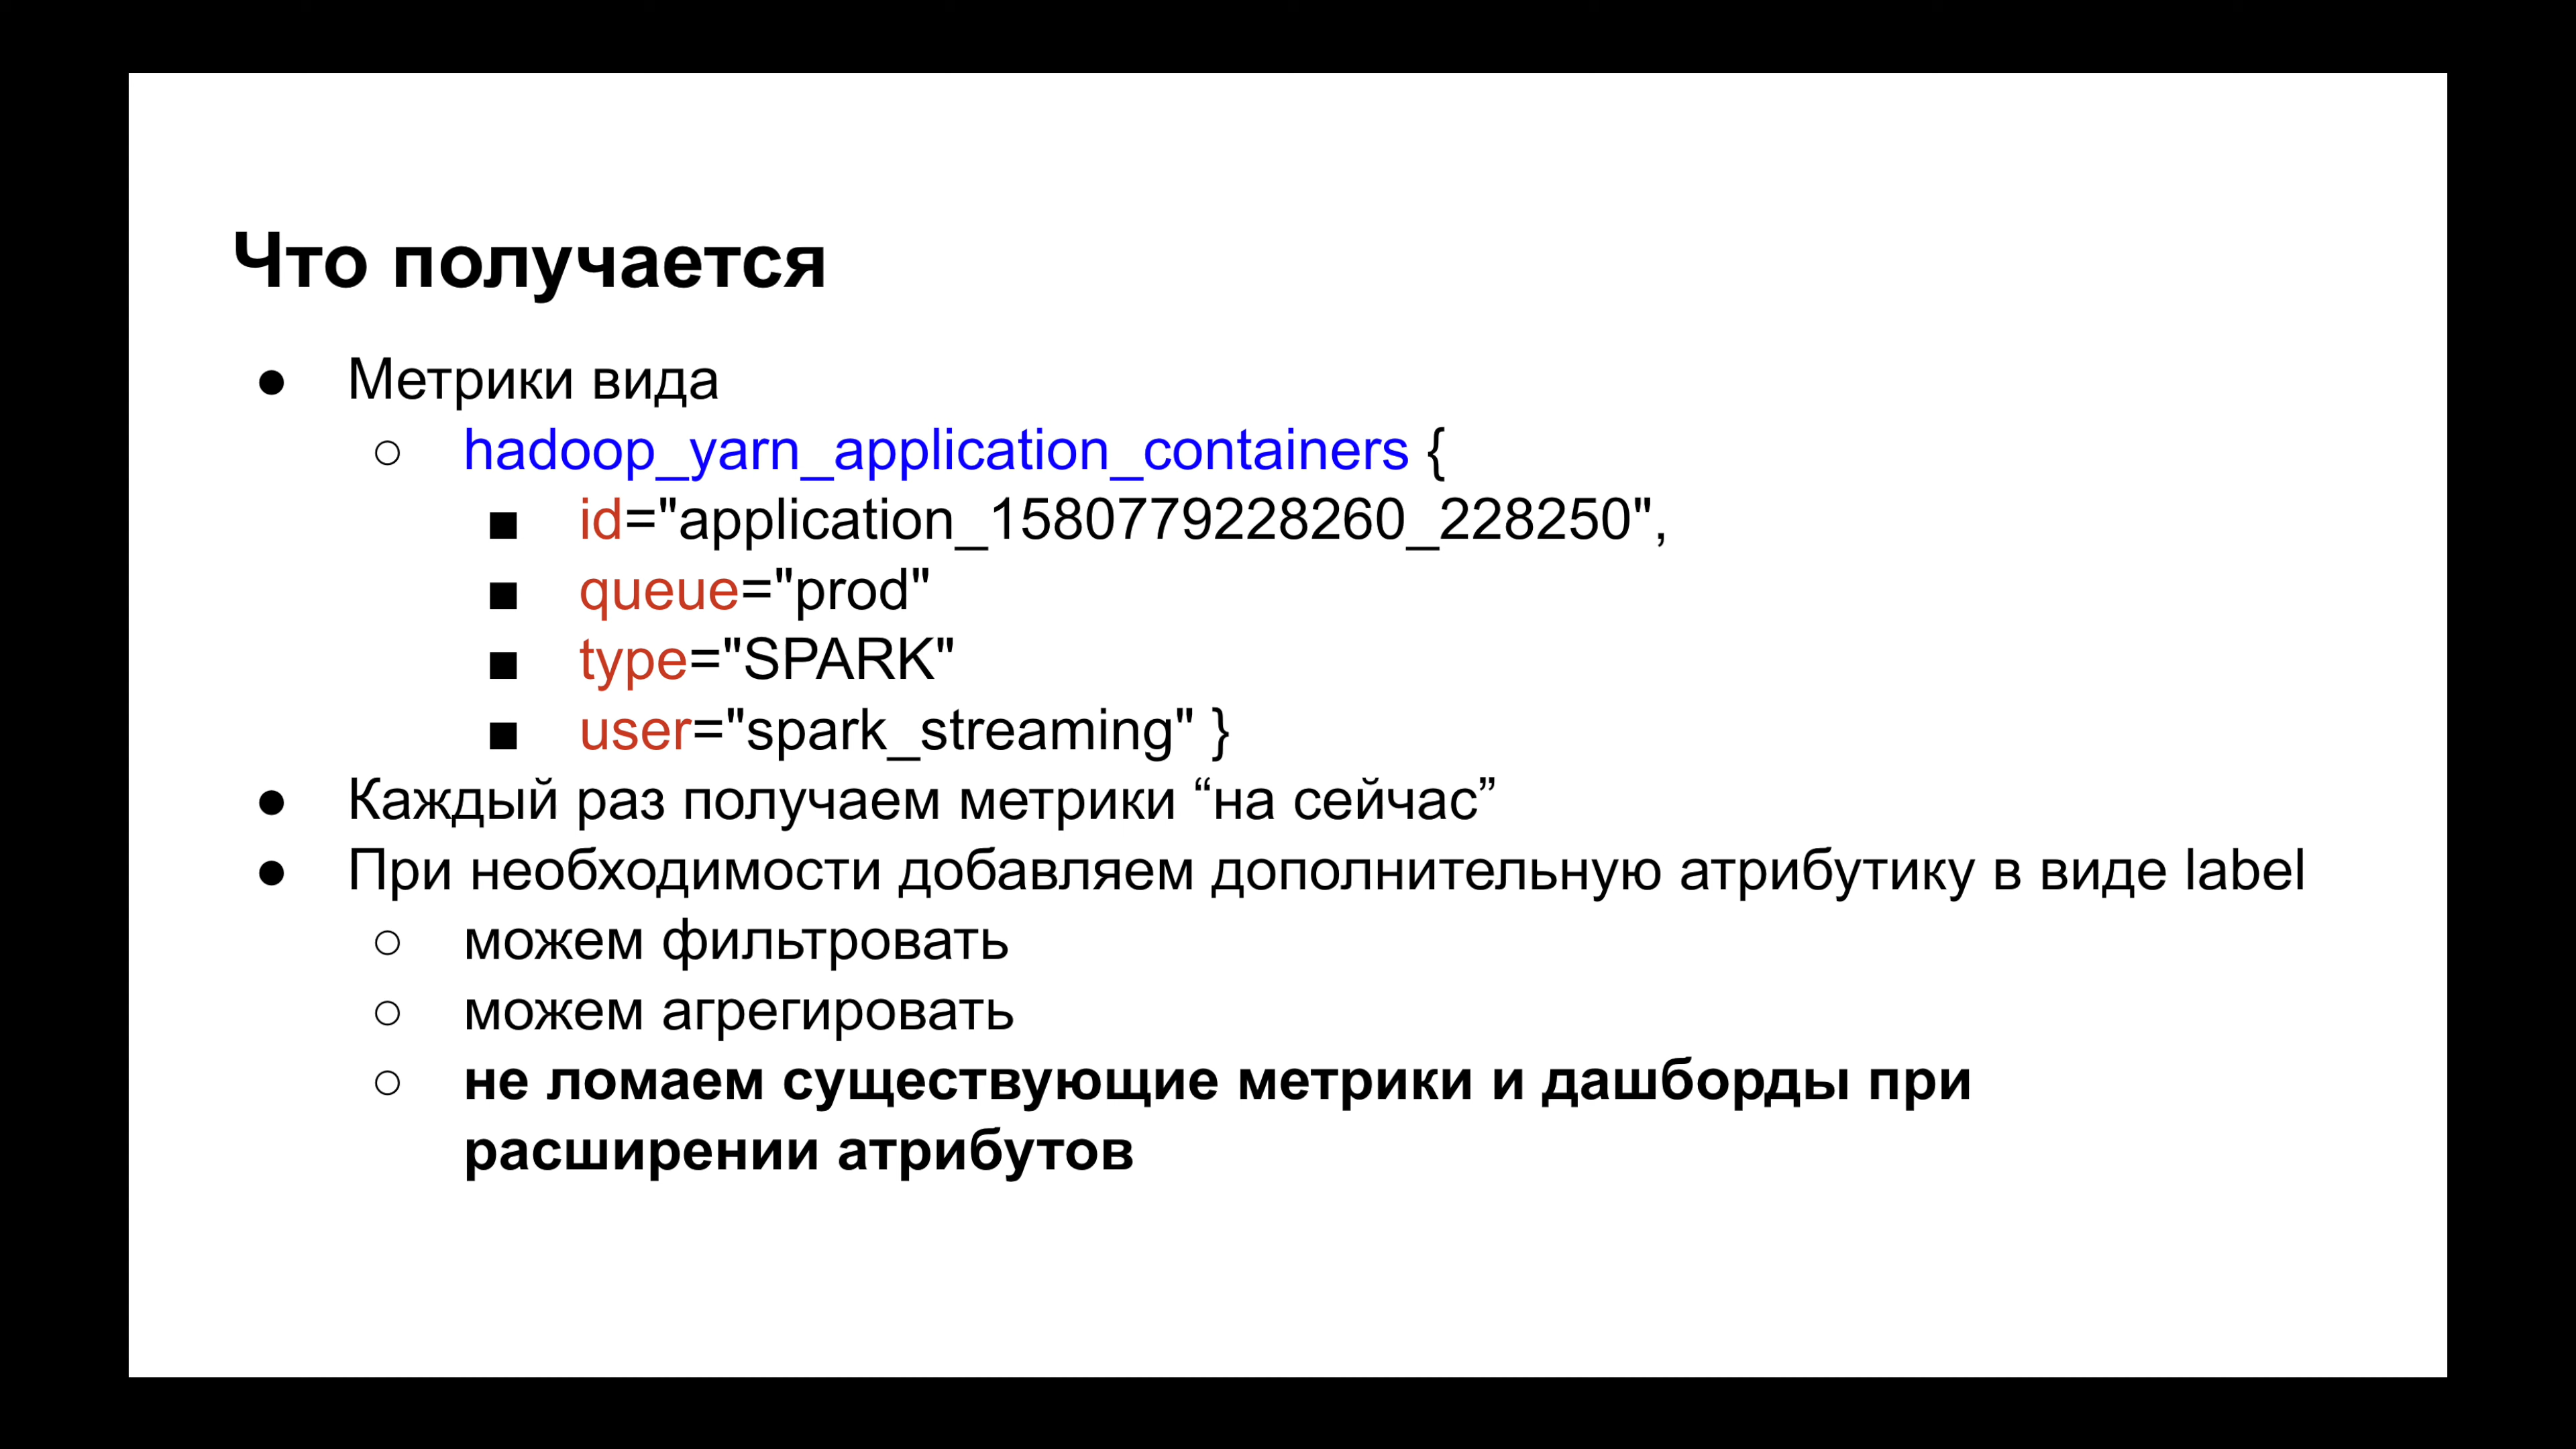 Что получается
● Метрики вида
○ hadoop_yarn_application_containers {
■ id="application_1580779228260_228250",
■ queue="prod"
■ type="SPARK"
■ user="spark_streaming" }
● Каждый раз получаем метрики “на сейчас”
● При необходимости добавляем дополнительную атрибутику в виде label
○ можем фильтровать
○ можем агрегировать
○ не ломаем существующие метрики и дашборды при
расширении атрибутов